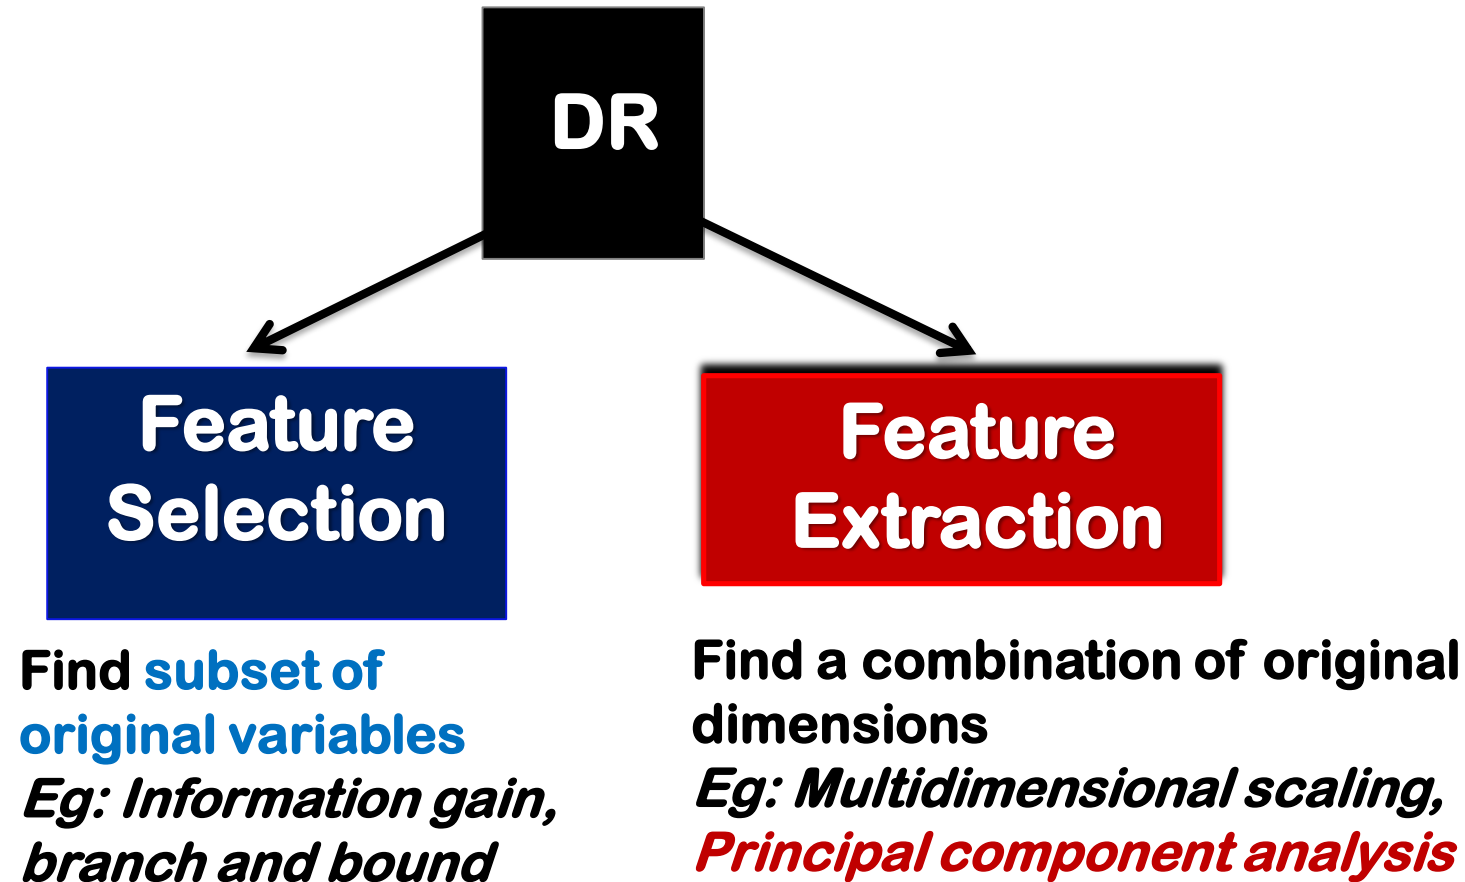 DR
Feature
Selection
Find subset of
original variables
Eg: Information gain,
branch and bound
Feature
Extraction
Find a combination of original
dimensions
Eg: Multidimensional scaling,
Principal component analysis